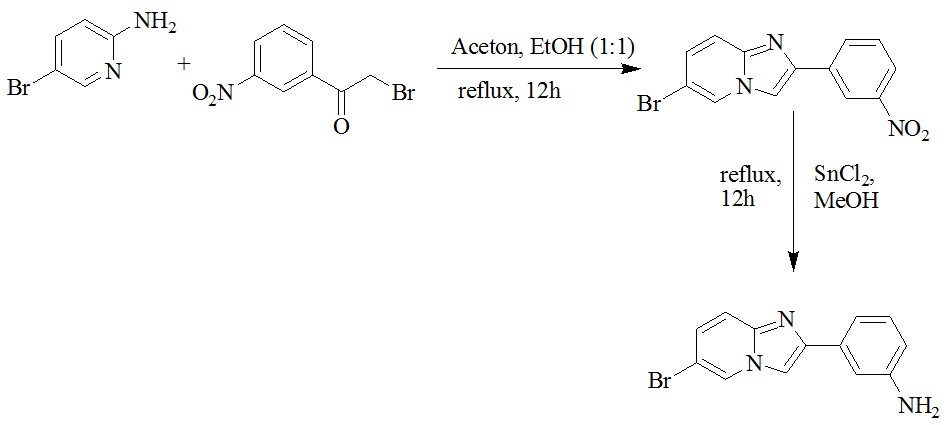 NH2
Br
N
+
O2N
O
Br
Aceton, EtOH (1:1)
reflux, 12h
N
N
Br
NO2
reflux,
12h
SnCl2,
MeOH
N
N
Br
NH2